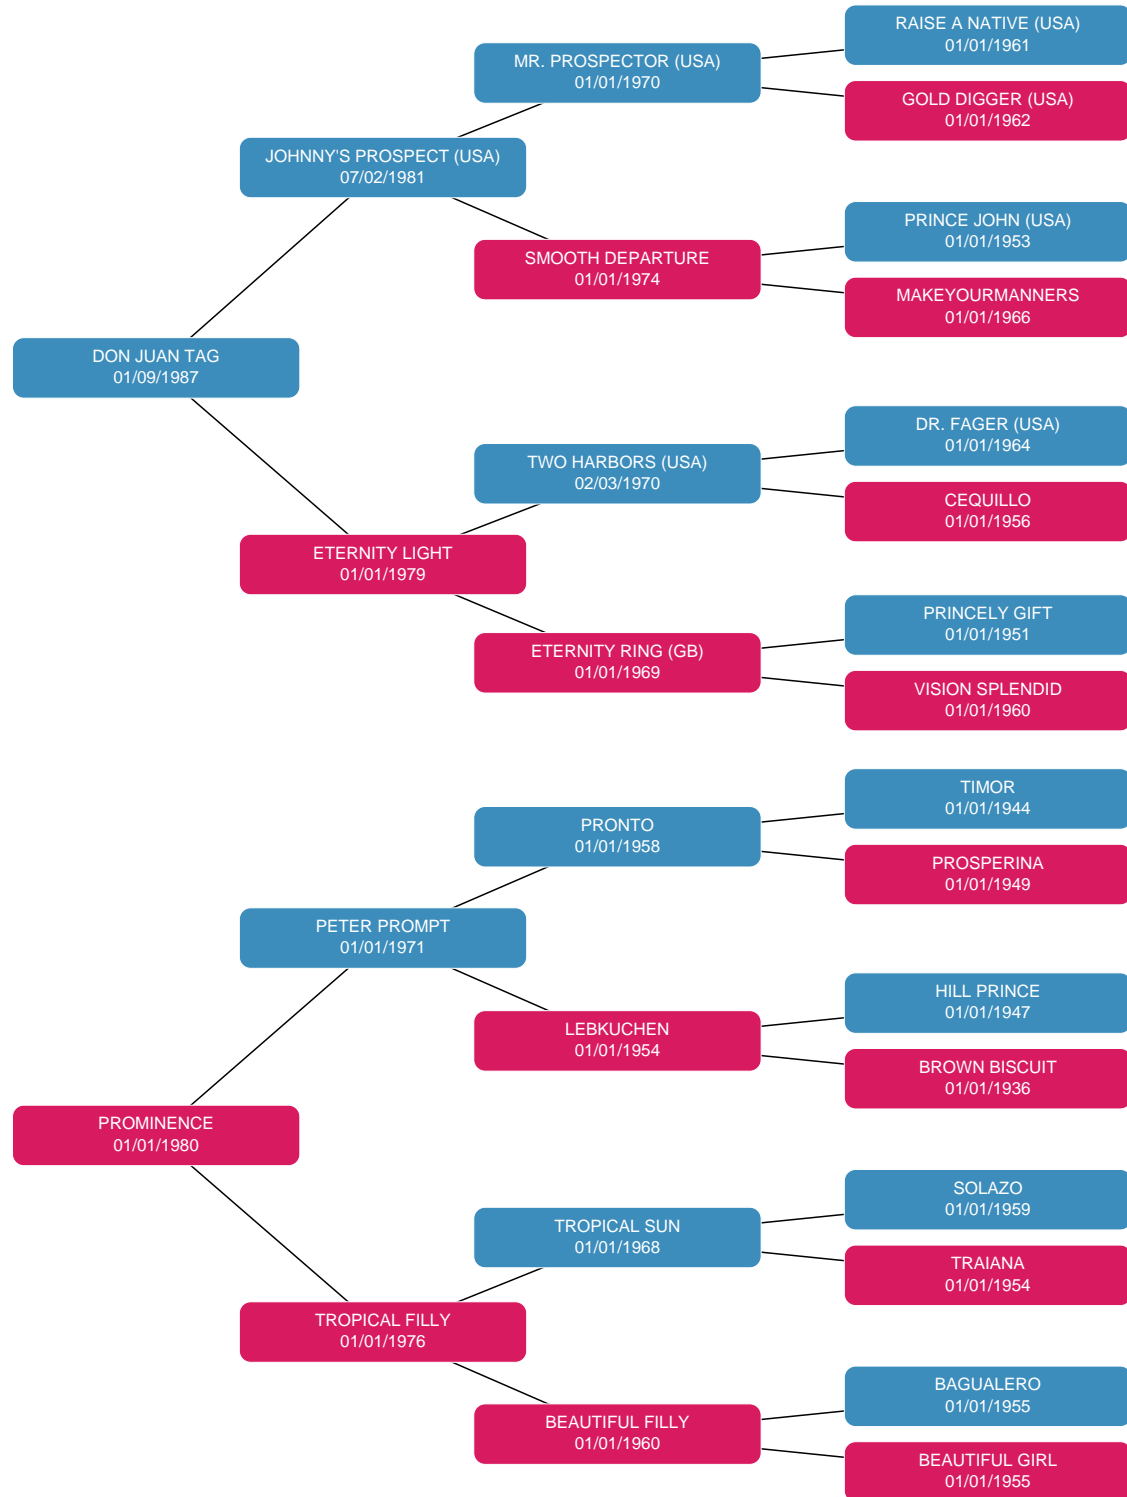 RAISE A NATIVE (USA)
01/01/1961
MR. PROSPECTOR (USA)
01/01/1970
GOLD DIGGER (USA)
01/01/1962
JOHNNY'S PROSPECT (USA)
07/02/1981
PRINCE JOHN (USA)
01/01/1953
SMOOTH DEPARTURE
01/01/1974
MAKEYOURMANNERS
01/01/1966
DON JUAN TAG
01/09/1987
DR. FAGER (USA)
01/01/1964
TWO HARBORS (USA)
02/03/1970
CEQUILLO
01/01/1956
ETERNITY LIGHT
01/01/1979
PRINCELY GIFT
01/01/1951
ETERNITY RING (GB)
01/01/1969
VISION SPLENDID
01/01/1960
TIMOR
01/01/1944
PRONTO
01/01/1958
PROSPERINA
01/01/1949
PETER PROMPT
01/01/1971
HILL PRINCE
01/01/1947
LEBKUCHEN
01/01/1954
BROWN BISCUIT
01/01/1936
PROMINENCE
01/01/1980
SOLAZO
01/01/1959
TROPICAL SUN
01/01/1968
TRAIANA
01/01/1954
TROPICAL FILLY
01/01/1976
BAGUALERO
01/01/1955
BEAUTIFUL FILLY
01/01/1960
BEAUTIFUL GIRL
01/01/1955